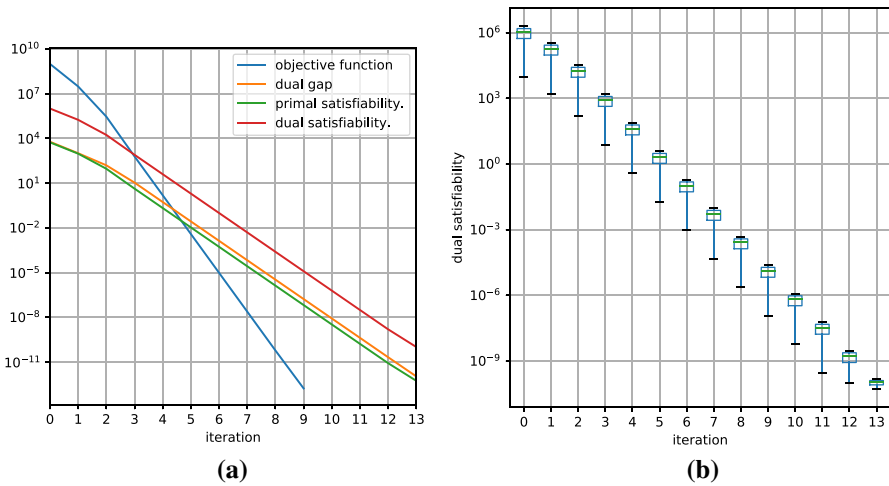 10^10
10^7
10^4
10^1
10^−2
10^−5
10^−8
10^−11
0 1 2 3 4 5 6 7 8 9 10 11 12 13
iteration
objective function
dual gap
primal satisfiability.
dual satisfiability.
(a)
dual satisfiability
10^6
10^3
10^0
10^−3
10^−6
10^−9
0 1 2 3 4 5 6 7 8 9 10 11 12 13
iteration
(b)